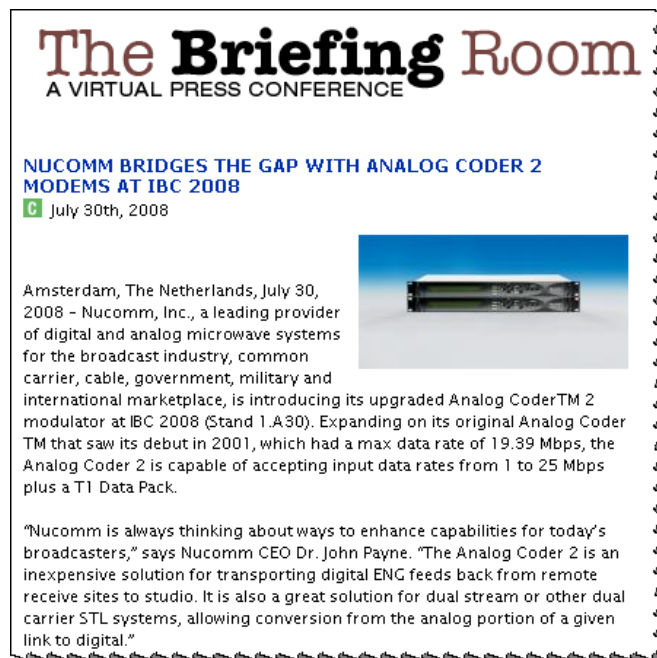 The Briefing Room
A VIRTUAL PRESS CONFERENCE
NUCOMM BRIDGES THE GAP WITH ANALOG CODER 2
MODEMS AT IBC 2008
C July 30th, 2008
Amsterdam, The Netherlands, July 30,
2008 – Nucomm, Inc., a leading provider
of digital and analog microwave systems
for the broadcast industry, common
carrier, cable, government, military and
international marketplace, is introducing its upgraded Analog CoderTM 2
modulator at IBC 2008 (Stand 1.A30). Expanding on its original Analog Coder
TM that saw its debut in 2001, which had a max data rate of 19.39 Mbps, the
Analog Coder 2 is capable of accepting input data rates from 1 to 25 Mbps
plus a T1 Data Pack.
“Nucomm is always thinking about ways to enhance capabilities for today’s
broadcasters,” says Nucomm CEO Dr. John Payne. “The Analog Coder 2 is an
inexpensive solution for transporting digital ENG feeds back from remote
receive sites to studio. It is also a great solution for dual stream or other dual
carrier STL systems, allowing conversion from the analog portion of a given
link to digital.”